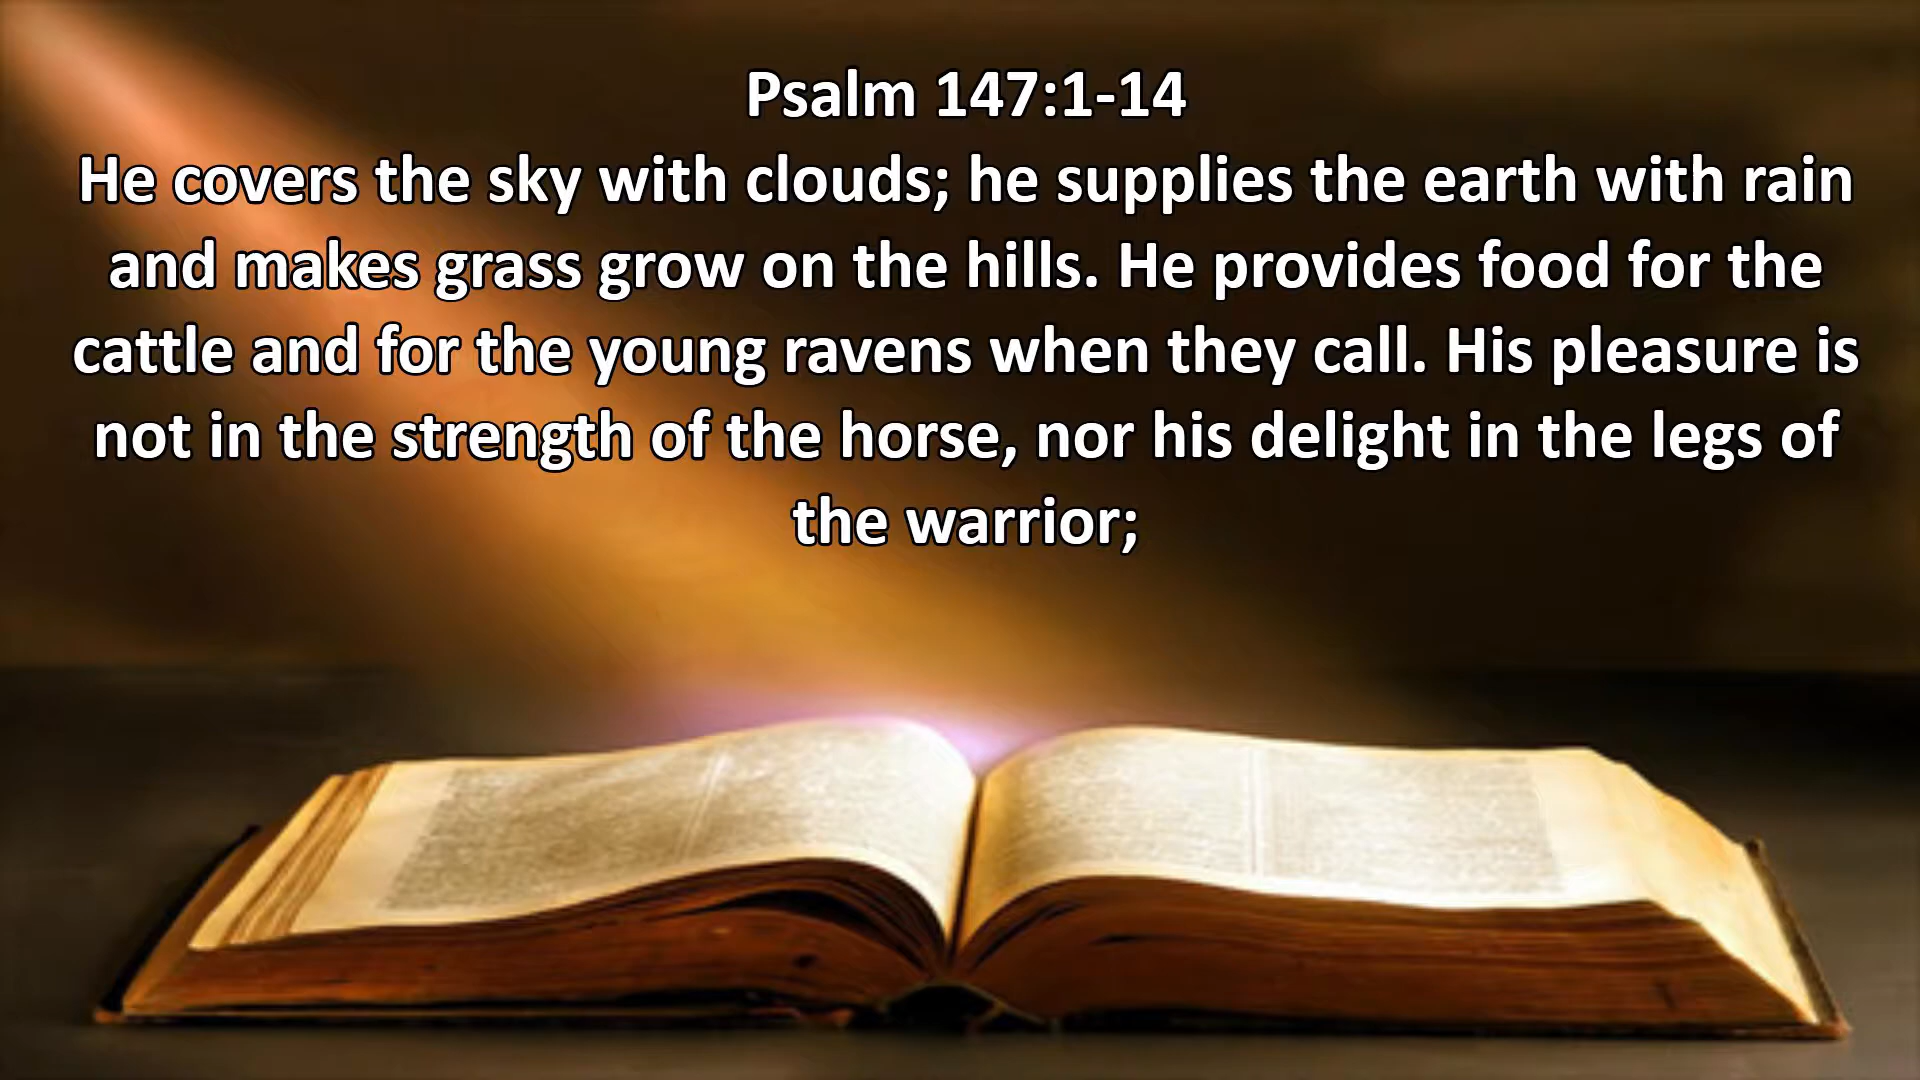 Psalm 147:1-14
He covers the sky with clouds; he supplies the earth with rain
and makes grass grow on the hills. He provides food for the
cattle and for the young ravens when they call. His pleasure is
not in the strength of the horse, nor his delight in the legs of
the warrior;